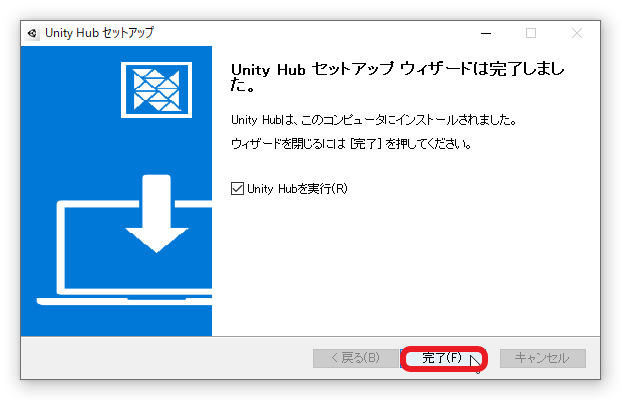 Unity Hub セットアップ
Unity Hub セットアップ ウィザードは完了しまし
た。
Unity Hubは、このコンピュータにインストールされました。
ウィザードを閉じるには [完了] を押してください。
Unity Hubを実行(R)
< 戻る(B)
完了(F)
キャンセル